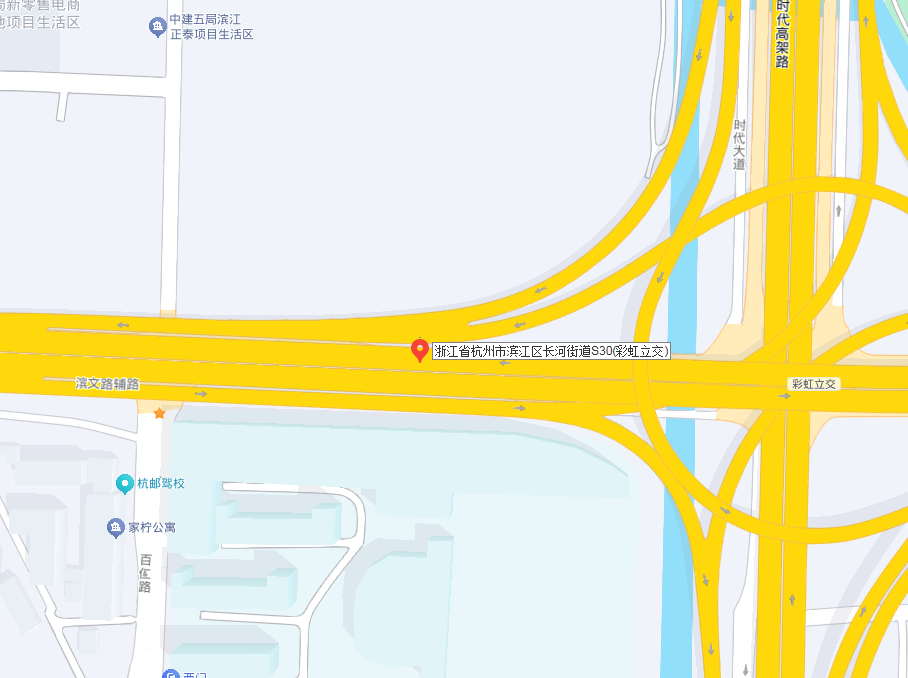 局新零售电商
地项目生活区
中建五局滨江
正泰项目生活区
时代高架路
时代大道
浙江省杭州市滨江区长河街道S30(彩虹立交)
滨文路辅路
彩虹立交
杭邮驾校
家柠公寓
百亿路
西门